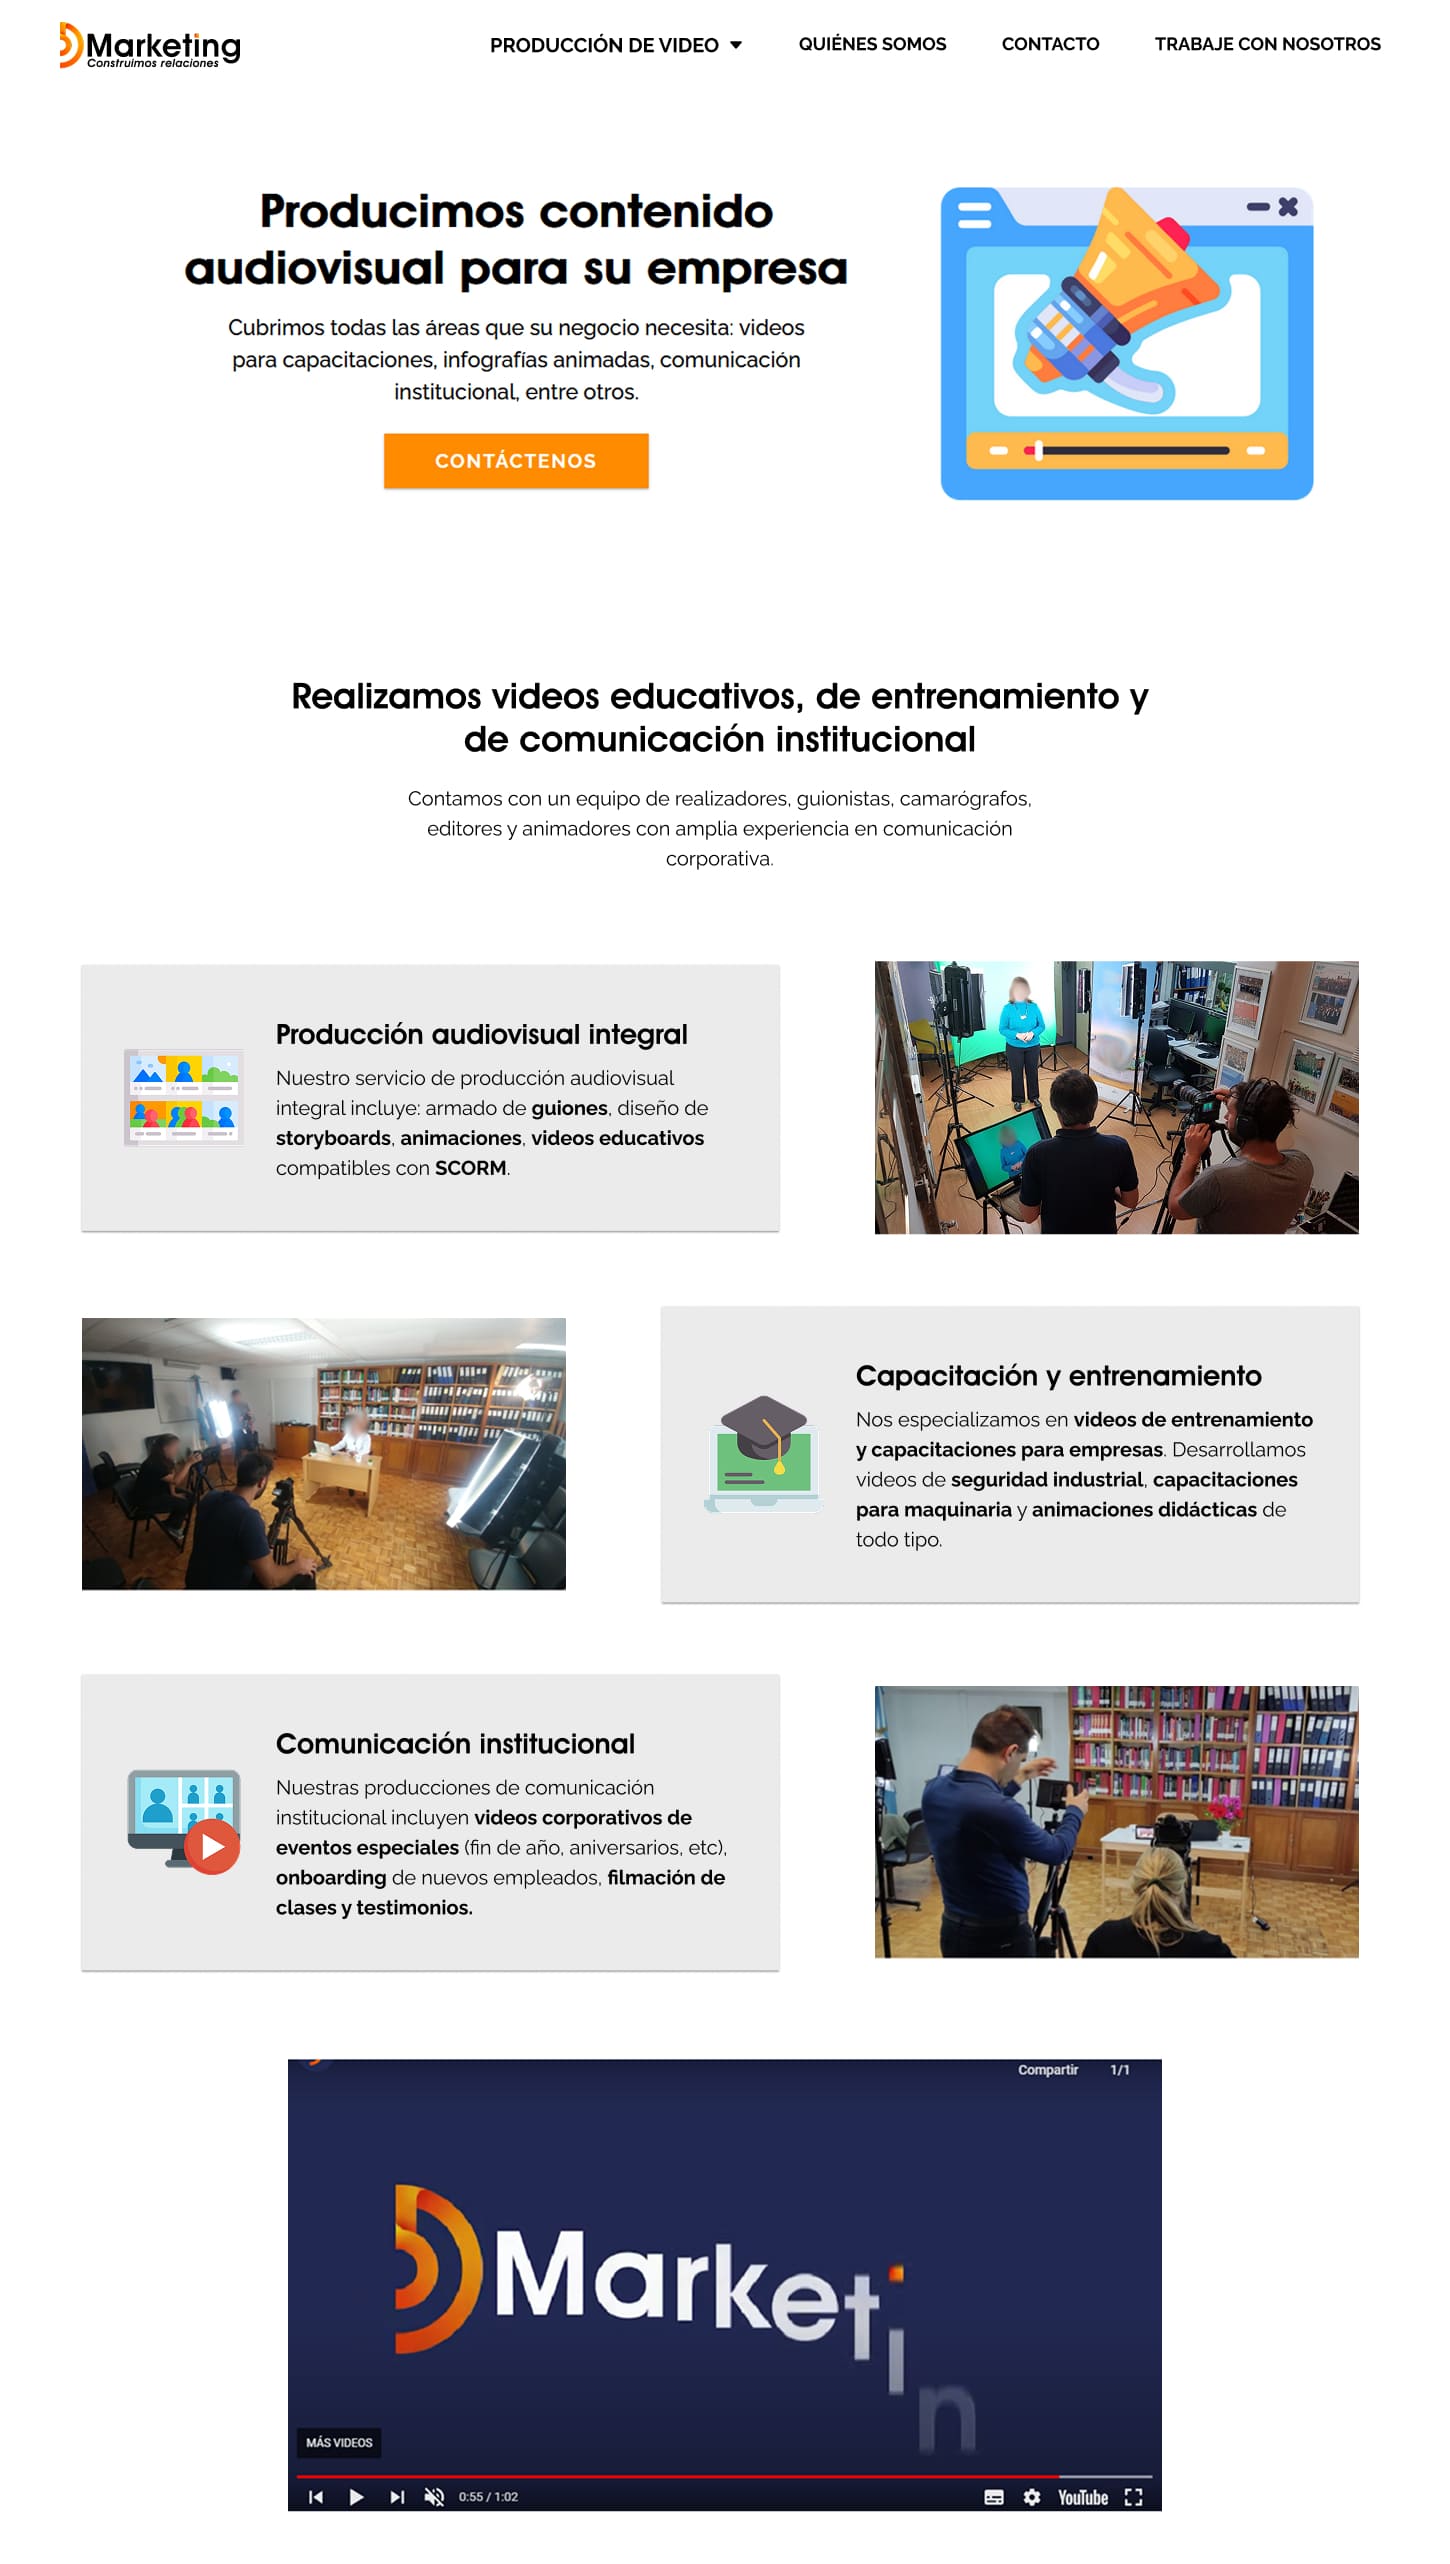 Marketing
Construimos relaciones
PRODUCCIÓN DE VIDEO
QUIÉNES SOMOS
CONTACTO
TRABAJE CON NOSOTROS
Producimos contenido
audiovisual para su empresa
Cubrimos todas las áreas que su negocio necesita: videos
para capacitaciones, infografías animadas, comunicación
institucional, entre otros.
CONTÁCTENOS
Realizamos videos educativos, de entrenamiento y
de comunicación institucional
Contamos con un equipo de realizadores, guionistas, camarógrafos,
editores y animadores con amplia experiencia en comunicación
corporativa.
Producción audiovisual integral
Nuestro servicio de producción audiovisual
integral incluye: armado de guiones, diseño de
storyboards, animaciones, videos educativos
compatibles con SCORM.
Capacitación y entrenamiento
Nos especializamos en videos de entrenamiento
y capacitaciones para empresas. Desarrollamos
videos de seguridad industrial, capacitaciones
para maquinaria y animaciones didácticas de
todo tipo.
Comunicación institucional
Nuestras producciones de comunicación
institucional incluyen videos corporativos de
eventos especiales (fin de año, aniversarios, etc),
onboarding de nuevos empleados, filmación de
clases y testimonios.
Compartir 1/1
Marketin
MÁS VIDEOS
0:55 / 1:02
YouTube